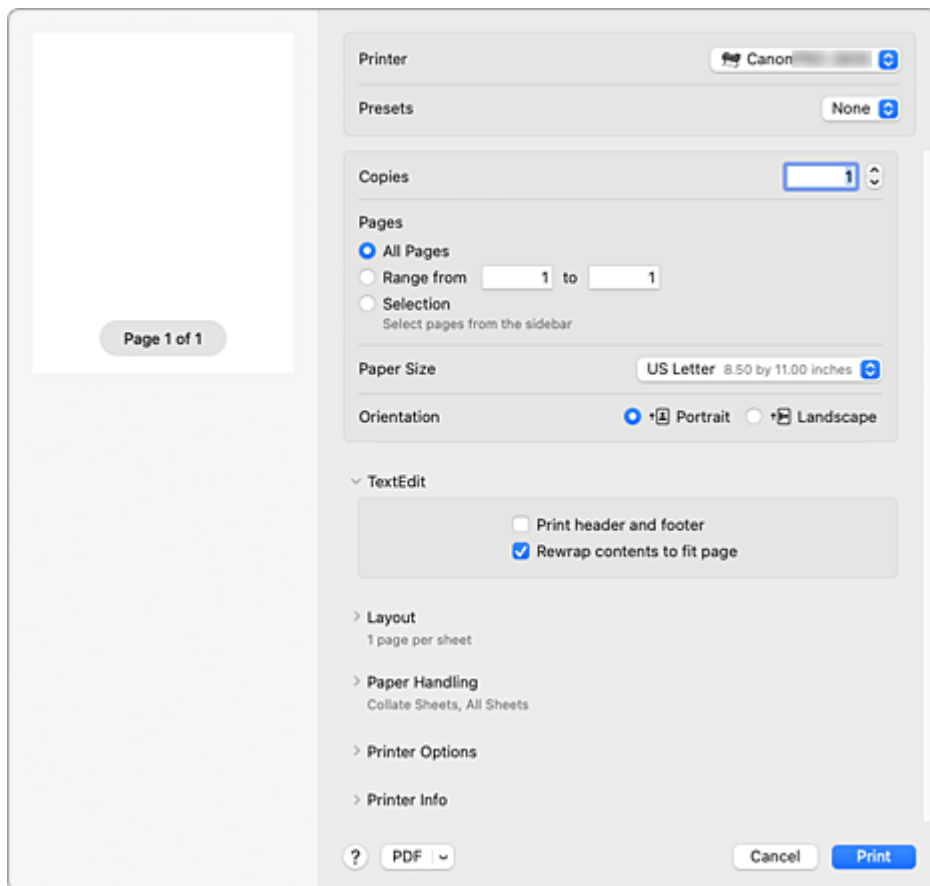 Printer Canon
Presets None
Copies 1
Pages
All Pages
Range from 1 to 1
Selection
Select pages from the sidebar
Page 1 of 1
Paper Size US Letter 8.50 by 11.00 inches
Orientation Portrait Landscape
TextEdit
Print header and footer
Rewrap contents to fit page
Layout
1 page per sheet
Paper Handling
Collate Sheets, All Sheets
Printer Options
Printer Info
? PDF Cancel Print